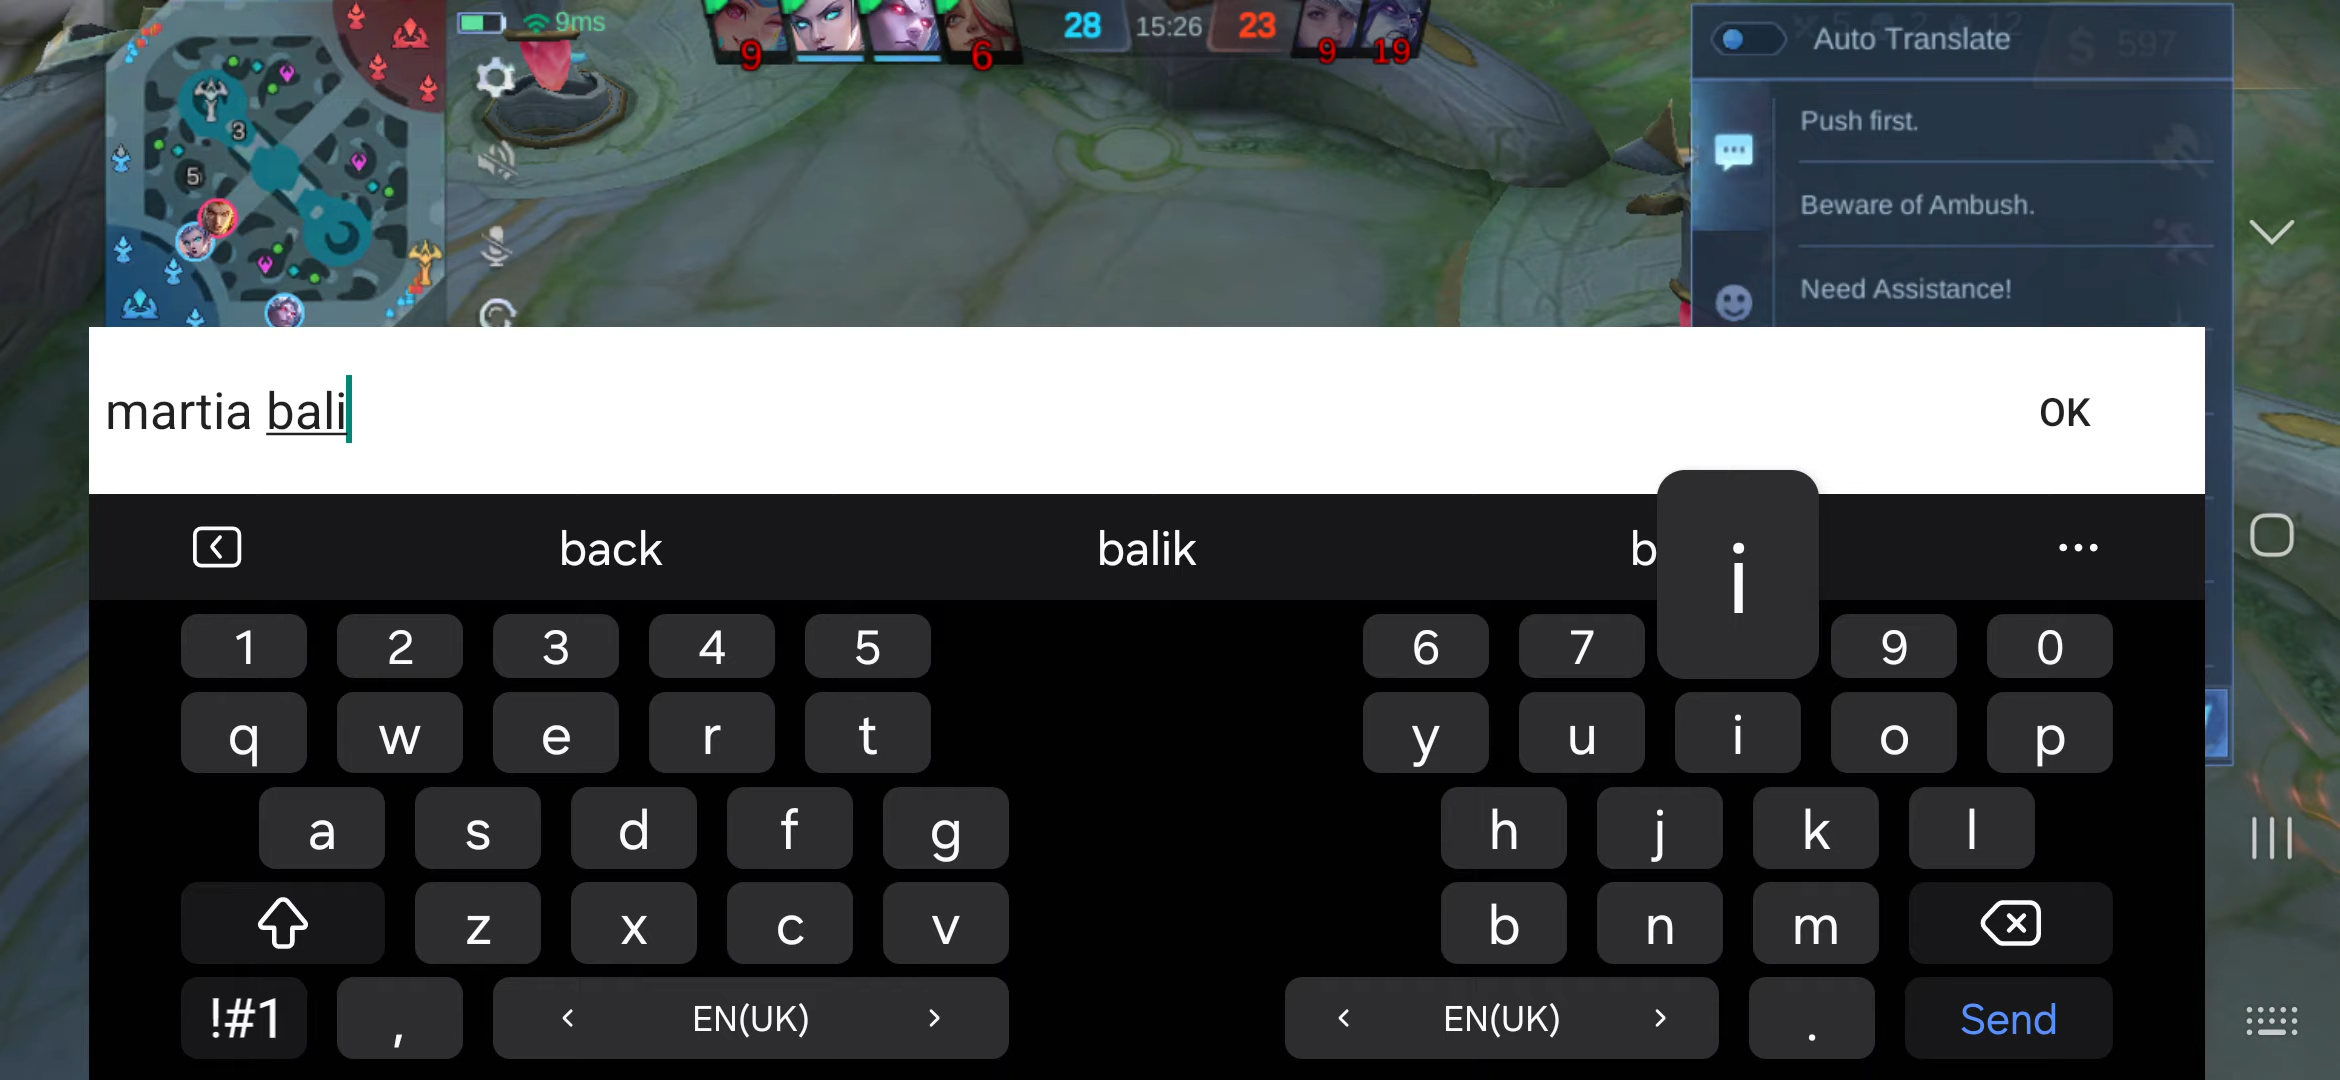 9ms
9
6
28
15:26
23
9
19
Auto Translate
597
3
5
Push first.
Beware of Ambush.
Need Assistance!
martia bali
OK
back
balik
i
1 2 3 4 5 6 7 9 0
q w e r t y u i o p
a s d f g h j k l
z x c v b n m
!#1 , < EN(UK) > < EN(UK) > . Send